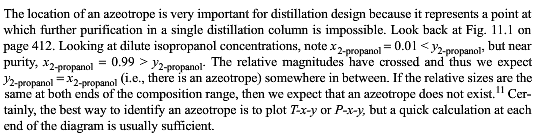 The location of an azeotrope is very important for distillation design because it represents a point at
which further purification in a single distillation column is impossible. Look back at Fig. 11.1 on
page 412. Looking at dilute isopropanol concentrations, note x2-propanol = 0.01 < y2-propanol, but near
purity, x2-propanol = 0.99 > y2-propanol. The relative magnitudes have crossed and thus we expect
y2-propanol = x2-propanol (i.e., there is an azeotrope) somewhere in between. If the relative sizes are the
same at both ends of the composition range, then we expect that an azeotrope does not exist.11 Cer-
tainly, the best way to identify an azeotrope is to plot T-x-y or P-x-y, but a quick calculation at each
end of the diagram is usually sufficient.